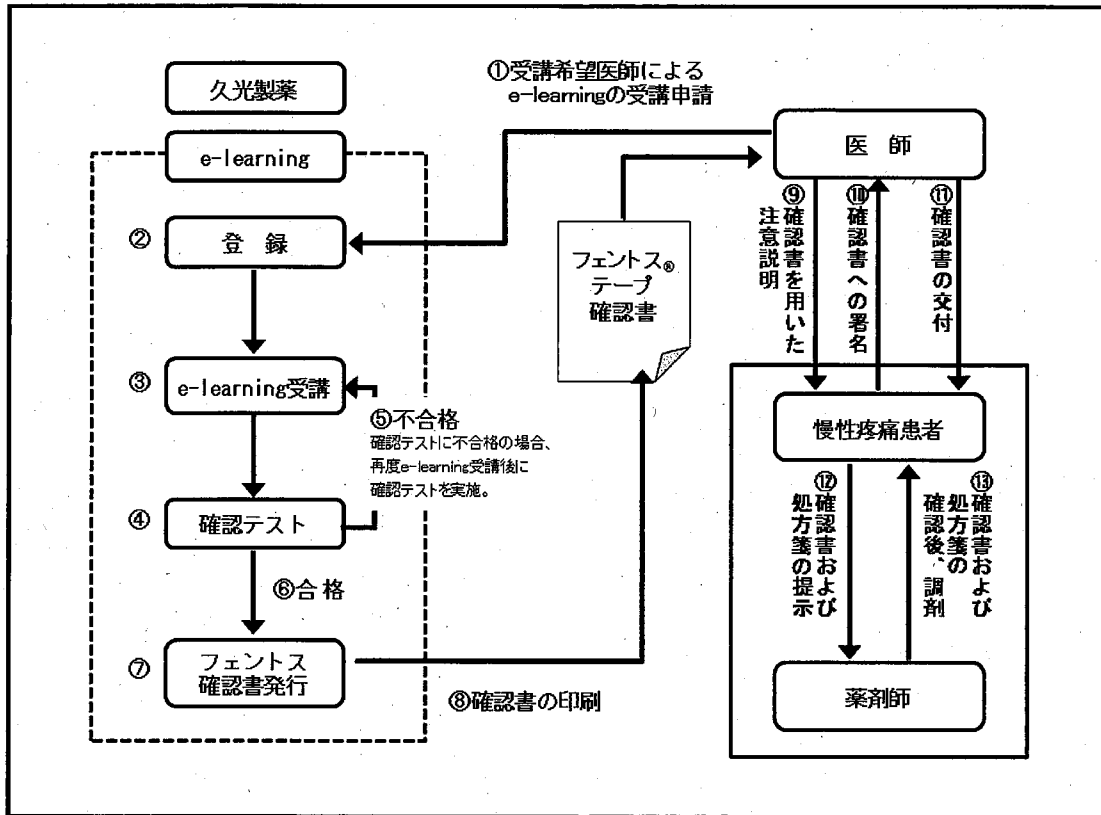 久光製薬
e-learning
①受講希望医師による
e-learningの受講申請
医 師
②
登 録
③
e-learning受講
⑤不合格
確認テストに不合格の場合、
再度e-learning受講後に
確認テストを実施。
④
確認テスト
⑥合格
⑦
フェントス
確認書発行
⑧確認書の印刷
フェントス®
テープ
確認書
⑨確認書を用いた
注意説明
⑩確認書への署名
⑪確認書の交付
慢性疼痛患者
⑫確認書および
処方箋の提示
⑬確認書および
処方箋の
確認後、調剤
薬剤師